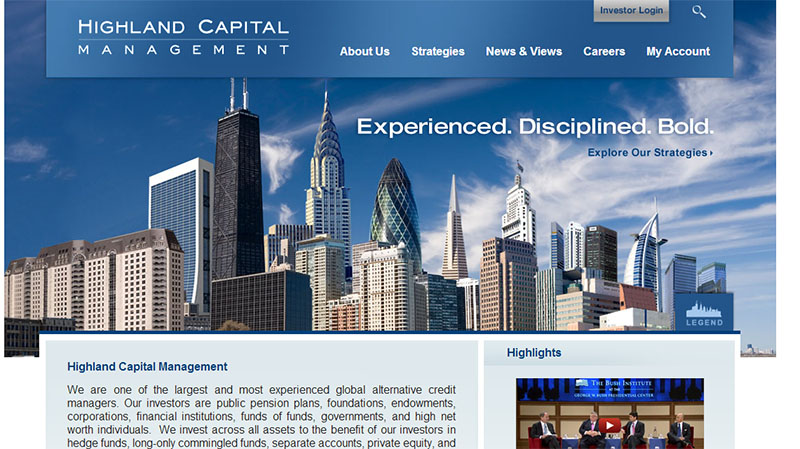 Investor Login
HIGHLAND CAPITAL
MANAGEMENT
About Us Strategies News & Views Careers My Account
Experienced. Disciplined. Bold.
Explore Our Strategies
LEGEND
Highland Capital Management
We are one of the largest and most experienced global alternative credit
managers. Our investors are public pension plans, foundations, endowments,
corporations, financial institutions, funds of funds, governments, and high net
worth individuals. We invest across all assets to the benefit of our investors in
hedge funds, long-only commingled funds, separate accounts, private equity, and
Highlights
THE BUSH INSTITUTE
AT THE
GEORGE W BUSH PRESIDENTIAL CENTER